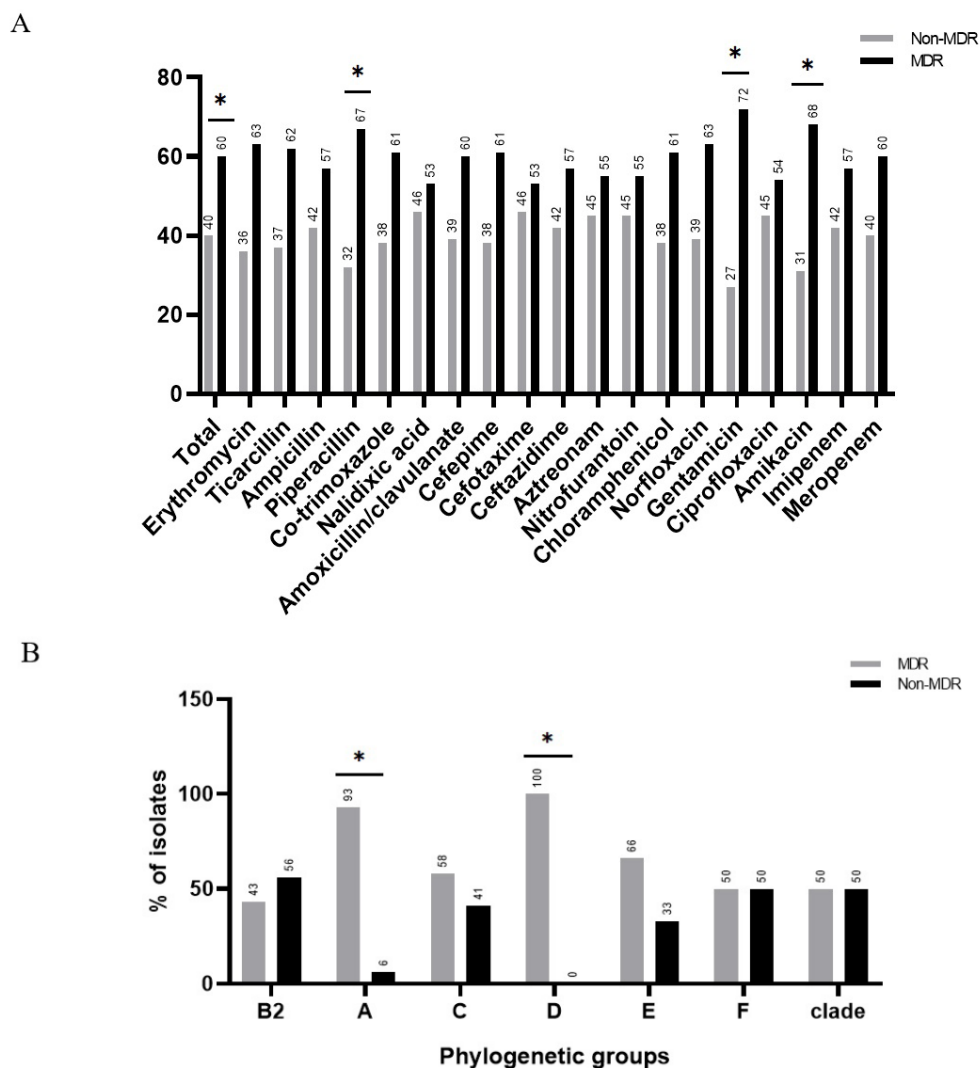 A
Non-MDR
MDR
* * * *
80
60
40
20
0
40 60 36 63 37 62 42 57 32 67 38 61 46 53 39 60 38 61 46 53 42 57 45 55 45 55 38 61 39 63 27 72 45 54 31 68 42 57 40 60
Total
Erythromycin
Ticarcillin
Ampicillin
Piperacillin
Co-trimoxazole
Nalidixic acid
Amoxicillin/clavulanate
Cefepime
Cefotaxime
Ceftazidime
Aztreonam
Nitrofurantoin
Chloramphenicol
Norfloxacin
Gentamicin
Ciprofloxacin
Amikacin
Imipenem
Meropenem
B
MDR
Non-MDR
% of isolates
150
100
50
0
* *
43 56 93 6 58 41 100 0 66 33 50 50 50 50
B2 A C D E F clade
Phylogenetic groups